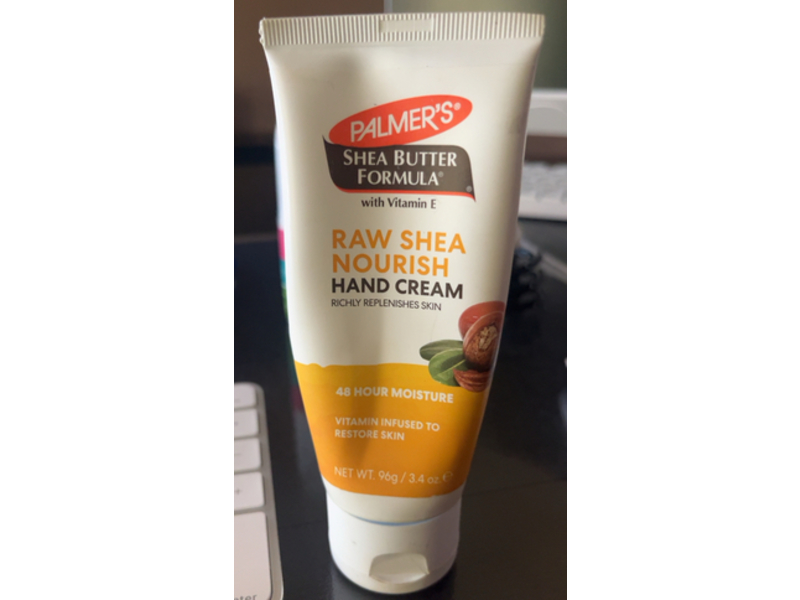 PALMER'S®
SHEA BUTTER
FORMULA®
with Vitamin E
RAW SHEA
NOURISH
HAND CREAM
RICHLY REPLENISHES SKIN
48 HOUR MOISTURE
VITAMIN INFUSED TO
RESTORE SKIN
NET WT. 96g / 3.4 oz. ℮
+